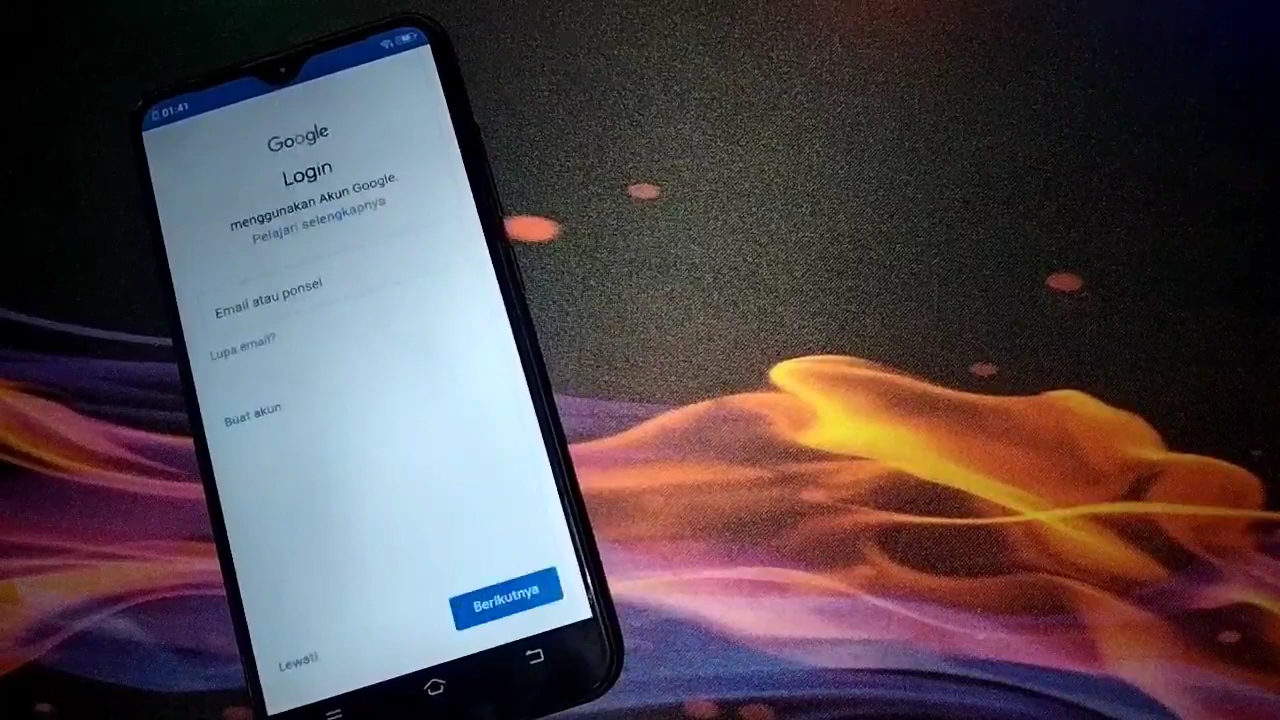 01:41
Google
Login
menggunakan Akun Google.
Pelajari selengkapnya
Email atau ponsel
Lupa email?
Buat akun
Berikutnya
Lewati